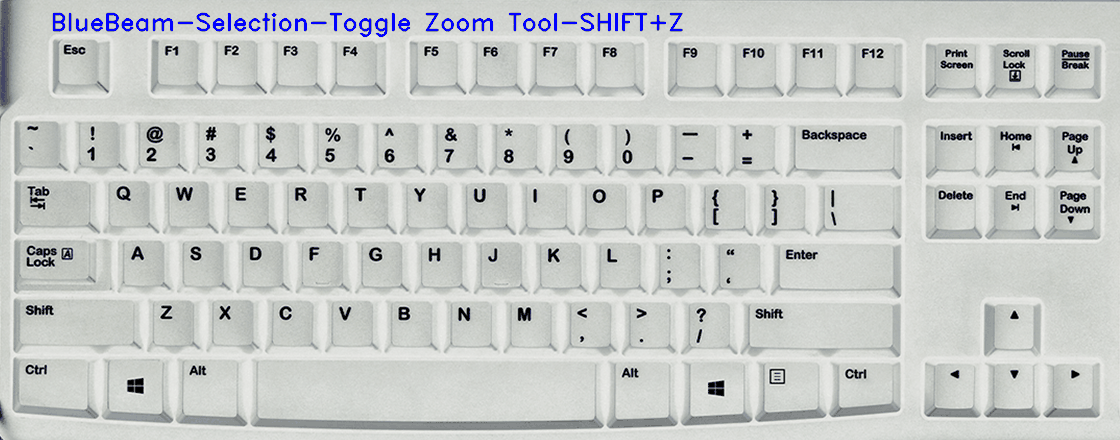 BlueBeam-Selection-Toggle Zoom Tool-SHIFT+Z
Esc F1 F2 F3 F4 F5 F6 F7 F8 F9 F10 F11 F12 Print Screen Scroll Lock Pause Break
~ ` ! 1 @ 2 # 3 $ 4 % 5 ^ 6 & 7 * 8 ( 9 ) 0 — - + = Backspace Insert Home Page Up
Tab Q W E R T Y U I O P { [ } ] | \ Delete End Page Down
Caps Lock A S D F G H J K L : ; “ ‘ Enter
Shift Z X C V B N M < , > . ? / Shift
Ctrl Alt Alt Ctrl